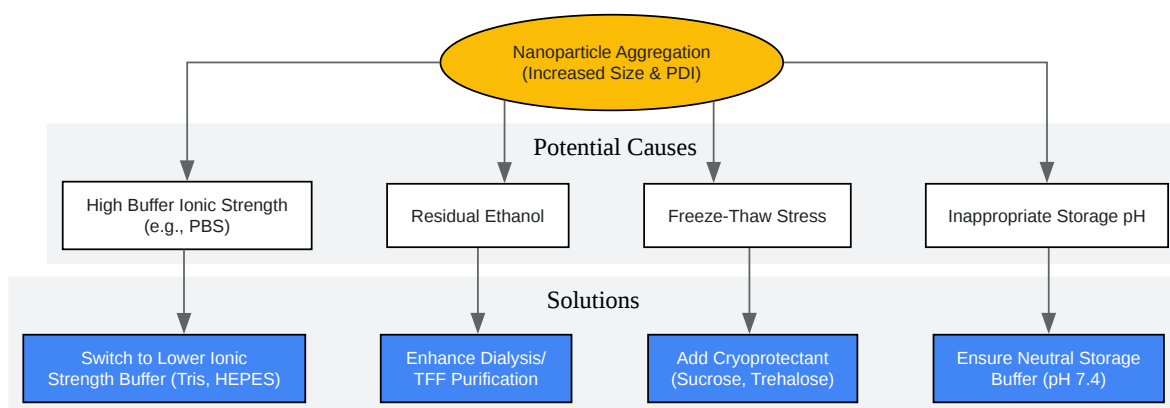 Nanoparticle Aggregation
(Increased Size & PDI)
Potential Causes
High Buffer Ionic Strength
(e.g., PBS)
Residual Ethanol
Freeze-Thaw Stress
Inappropriate Storage pH
Solutions
Switch to Lower Ionic
Strength Buffer (Tris, HEPES)
Enhance Dialysis/
TFF Purification
Add Cryoprotectant
(Sucrose, Trehalose)
Ensure Neutral Storage
Buffer (pH 7.4)